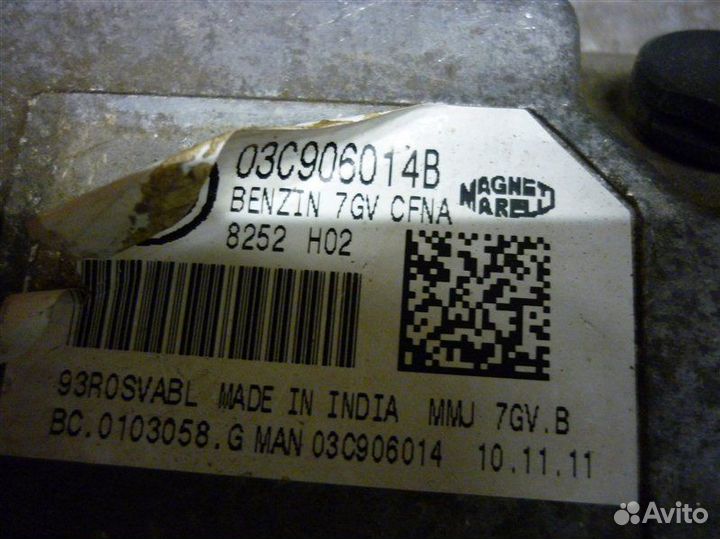 03C906014B
BENZIN 7GV CFNA
MAGNETI MARELLI
8252 H02
93R0SVABL MADE IN INDIA MMJ 7GV.B
BC.0103058.G MAN 03C906014 10.11.11
Avito